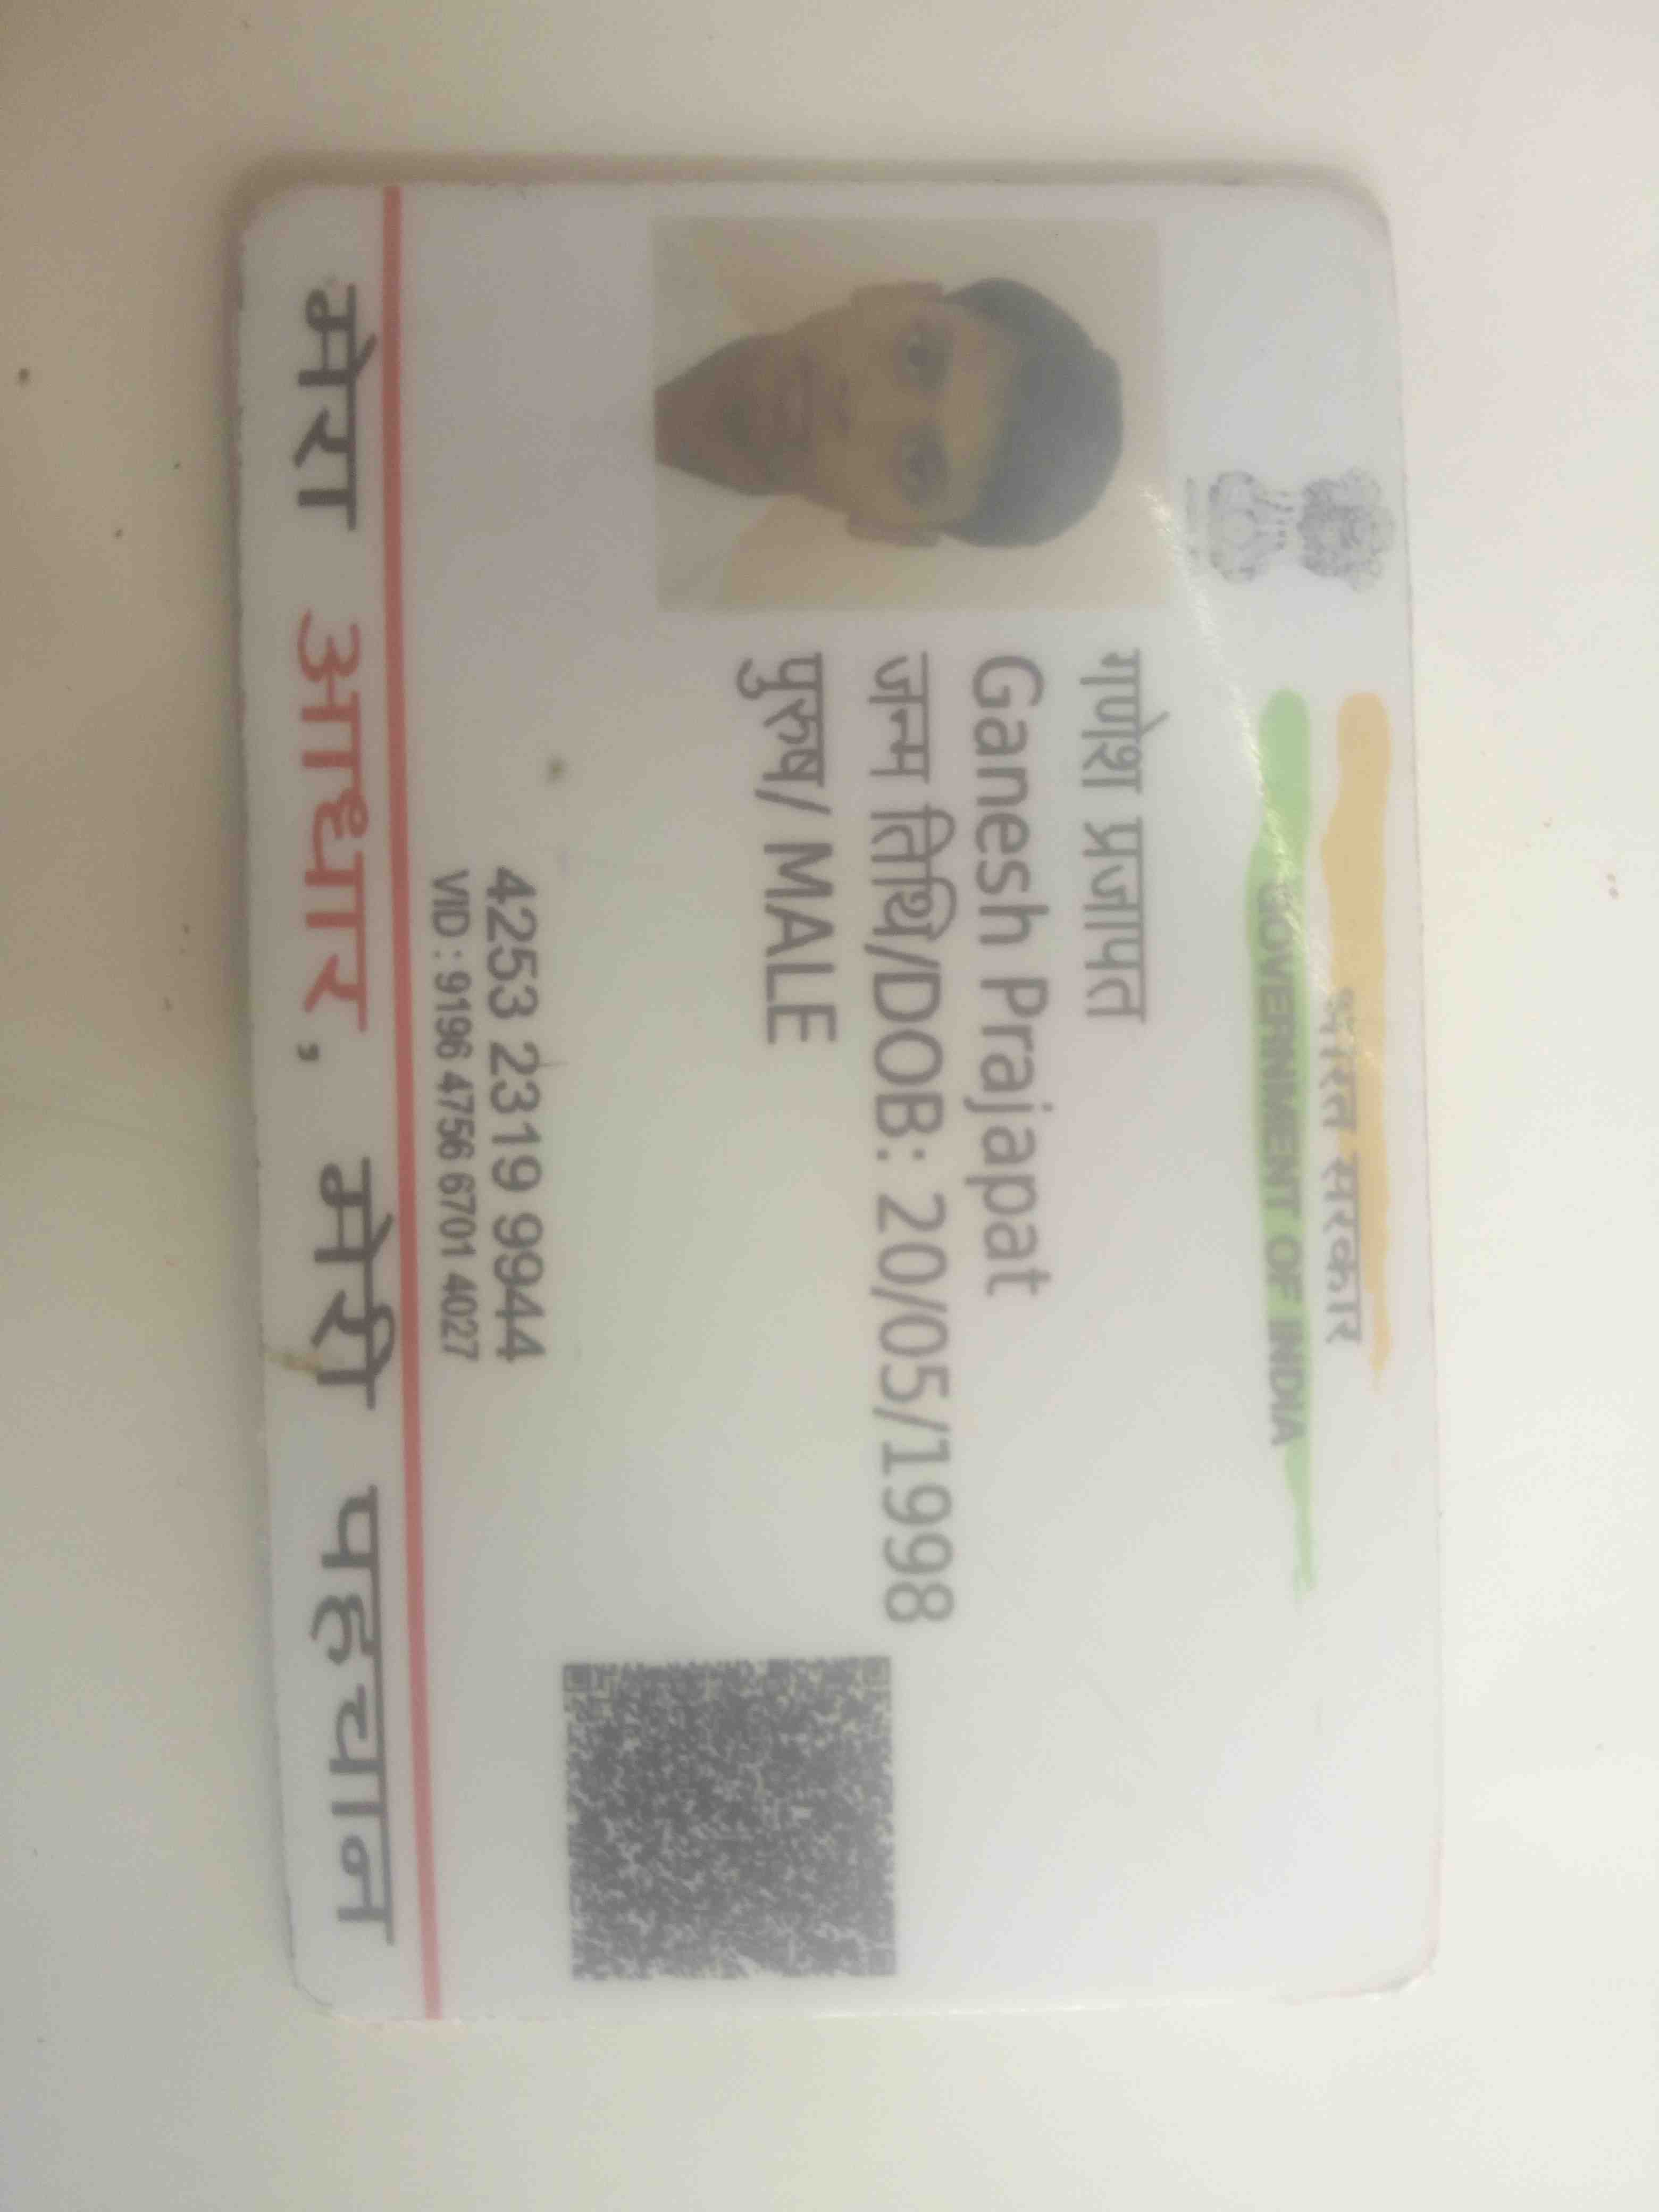 भारत सरकार
GOVERNMENT OF INDIA
गणेश प्रजापत
Ganesh Prajapat
जन्म तिथि/DOB: 20/05/1998
पुरुष/ MALE
4253 2319 9944
VID : 9196 4756 6701 4027
मेरा आधार, मेरी पहचान